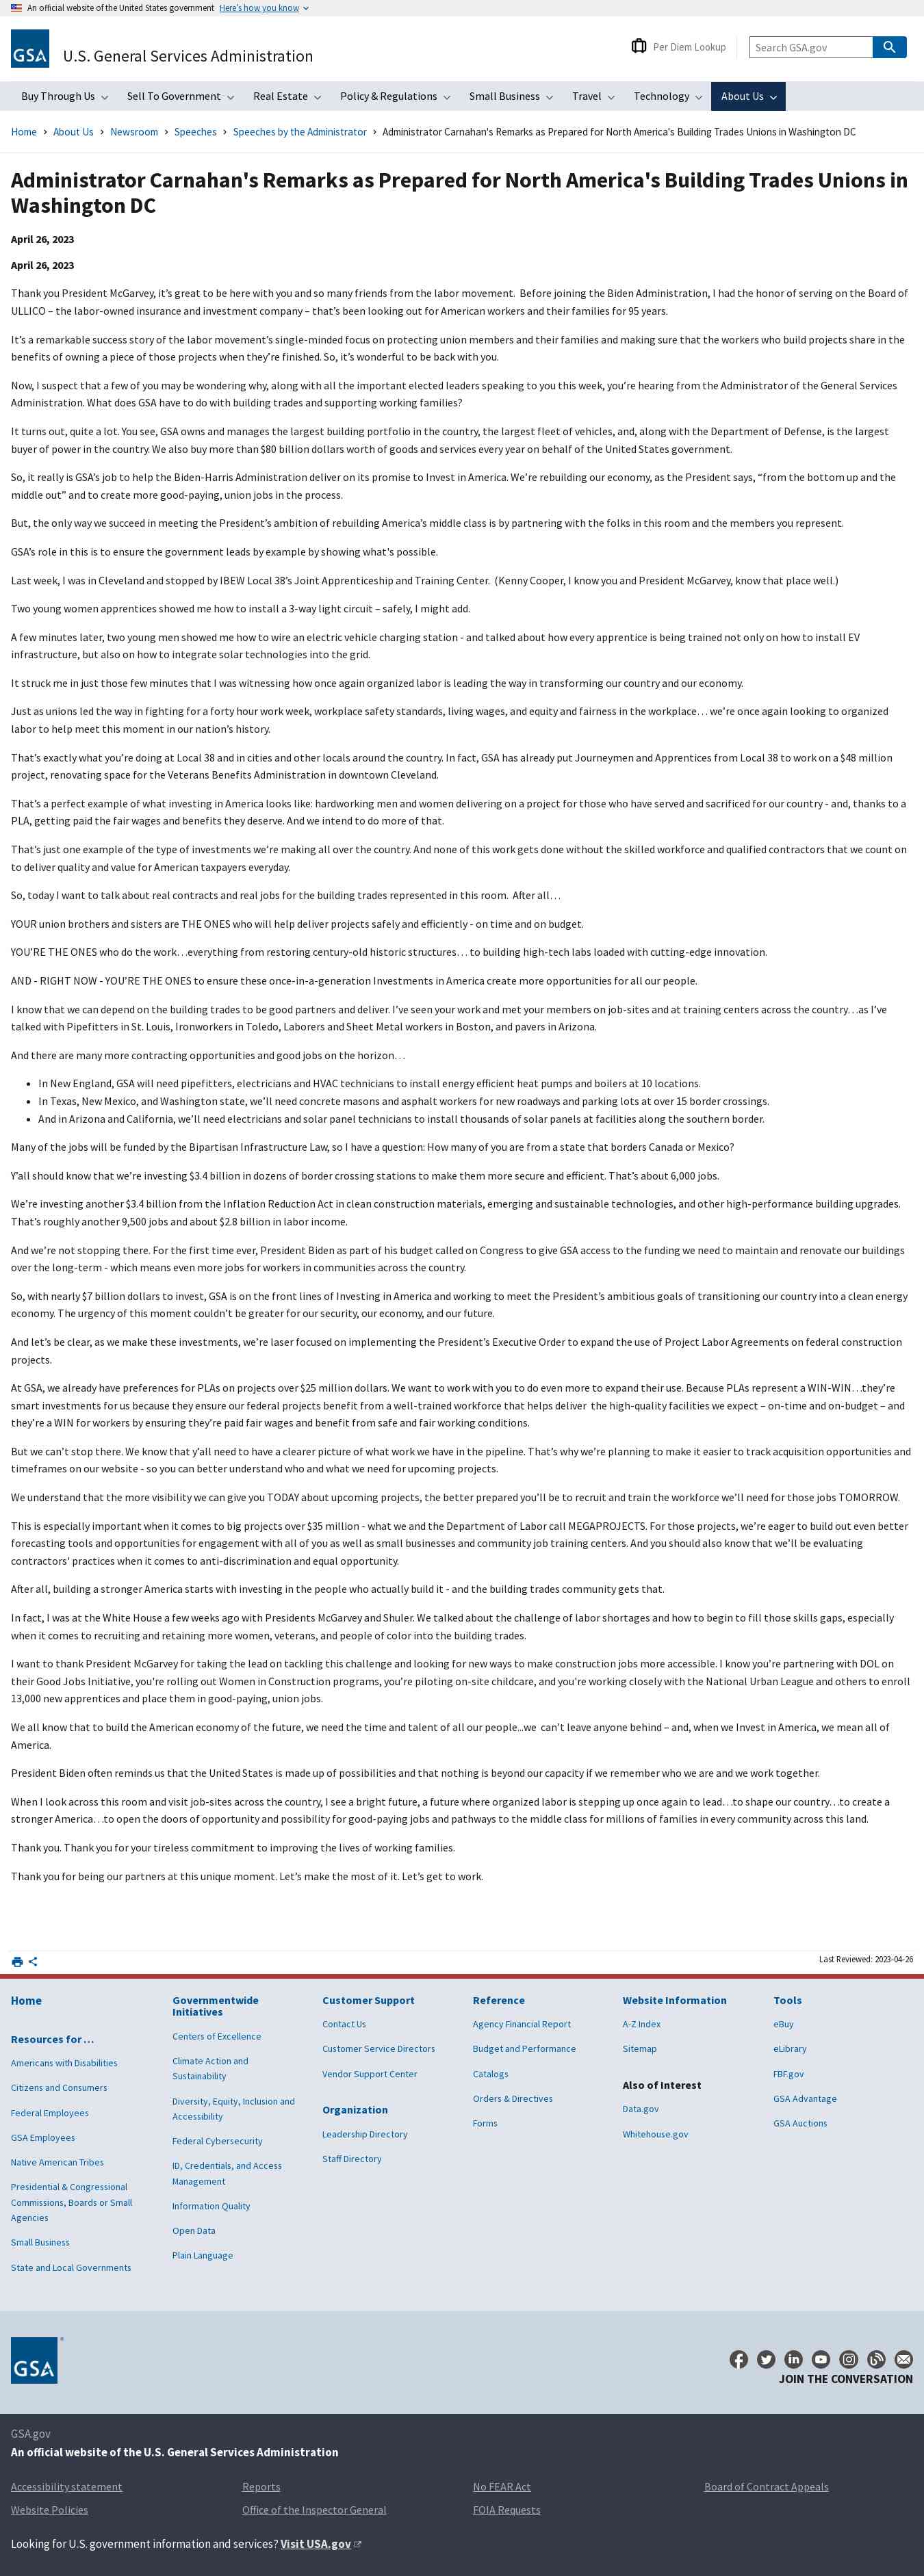 An official website of the United States government Here's how you know
GSA U.S. General Services Administration
Per Diem Lookup
Search GSA.gov
Buy Through Us Sell To Government Real Estate Policy & Regulations Small Business Travel Technology About Us
Home > About Us > Newsroom > Speeches > Speeches by the Administrator > Administrator Carnahan's Remarks as Prepared for North America's Building Trades Unions in Washington DC
Administrator Carnahan's Remarks as Prepared for North America's Building Trades Unions in
Washington DC
April 26, 2023
April 26, 2023
Thank you President McGarvey, it’s great to be here with you and so many friends from the labor movement.  Before joining the Biden Administration, I had the honor of serving on the Board of
ULLICO – the labor-owned insurance and investment company – that’s been looking out for American workers and their families for 95 years.
It’s a remarkable success story of the labor movement’s single-minded focus on protecting union members and their families and making sure that the workers who build projects share in the
benefits of owning a piece of those projects when they’re finished. So, it’s wonderful to be back with you.
Now, I suspect that a few of you may be wondering why, along with all the important elected leaders speaking to you this week, you’re hearing from the Administrator of the General Services
Administration. What does GSA have to do with building trades and supporting working families?
It turns out, quite a lot. You see, GSA owns and manages the largest building portfolio in the country, the largest fleet of vehicles, and, along with the Department of Defense, is the largest
buyer of power in the country. We also buy more than $80 billion dollars worth of goods and services every year on behalf of the United States government.
So, it really is GSA’s job to help the Biden-Harris Administration deliver on its promise to Invest in America. We’re rebuilding our economy, as the President says, “from the bottom up and the
middle out” and to create more good-paying, union jobs in the process.
But, the only way we succeed in meeting the President’s ambition of rebuilding America’s middle class is by partnering with the folks in this room and the members you represent.
GSA’s role in this is to ensure the government leads by example by showing what's possible.
Last week, I was in Cleveland and stopped by IBEW Local 38’s Joint Apprenticeship and Training Center.  (Kenny Cooper, I know you and President McGarvey, know that place well.)
Two young women apprentices showed me how to install a 3-way light circuit – safely, I might add.
A few minutes later, two young men showed me how to wire an electric vehicle charging station - and talked about how every apprentice is being trained not only on how to install EV
infrastructure, but also on how to integrate solar technologies into the grid.
It struck me in just those few minutes that I was witnessing how once again organized labor is leading the way in transforming our country and our economy.
Just as unions led the way in fighting for a forty hour work week, workplace safety standards, living wages, and equity and fairness in the workplace… we’re once again looking to organized
labor to help meet this moment in our nation’s history.
That’s exactly what you’re doing at Local 38 and in cities and other locals around the country. In fact, GSA has already put Journeymen and Apprentices from Local 38 to work on a $48 million
project, renovating space for the Veterans Benefits Administration in downtown Cleveland.
That’s a perfect example of what investing in America looks like: hardworking men and women delivering on a project for those who have served and sacrificed for our country - and, thanks to a
PLA, getting paid the fair wages and benefits they deserve. And we intend to do more of that.
That’s just one example of the type of investments we’re making all over the country. And none of this work gets done without the skilled workforce and qualified contractors that we count on
to deliver quality and value for American taxpayers everyday.
So, today I want to talk about real contracts and real jobs for the building trades represented in this room.  After all…
YOUR union brothers and sisters are THE ONES who will help deliver projects safely and efficiently - on time and on budget.
YOU’RE THE ONES who do the work…everything from restoring century-old historic structures… to building high-tech labs loaded with cutting-edge innovation.
AND - RIGHT NOW - YOU’RE THE ONES to ensure these once-in-a-generation Investments in America create more opportunities for all our people.
I know that we can depend on the building trades to be good partners and deliver. I’ve seen your work and met your members on job-sites and at training centers across the country…as I’ve
talked with Pipefitters in St. Louis, Ironworkers in Toledo, Laborers and Sheet Metal workers in Boston, and pavers in Arizona.
And there are many more contracting opportunities and good jobs on the horizon…
• In New England, GSA will need pipefitters, electricians and HVAC technicians to install energy efficient heat pumps and boilers at 10 locations.
• In Texas, New Mexico, and Washington state, we’ll need concrete masons and asphalt workers for new roadways and parking lots at over 15 border crossings.
• And in Arizona and California, we’ll need electricians and solar panel technicians to install thousands of solar panels at facilities along the southern border.
Many of the jobs will be funded by the Bipartisan Infrastructure Law, so I have a question: How many of you are from a state that borders Canada or Mexico?
Y’all should know that we’re investing $3.4 billion in dozens of border crossing stations to make them more secure and efficient. That’s about 6,000 jobs.
We’re investing another $3.4 billion from the Inflation Reduction Act in clean construction materials, emerging and sustainable technologies, and other high-performance building upgrades.
That’s roughly another 9,500 jobs and about $2.8 billion in labor income.
And we’re not stopping there. For the first time ever, President Biden as part of his budget called on Congress to give GSA access to the funding we need to maintain and renovate our buildings
over the long-term - which means even more jobs for workers in communities across the country.
So, with nearly $7 billion dollars to invest, GSA is on the front lines of Investing in America and working to meet the President’s ambitious goals of transitioning our country into a clean energy
economy. The urgency of this moment couldn’t be greater for our security, our economy, and our future.
And let’s be clear, as we make these investments, we’re laser focused on implementing the President’s Executive Order to expand the use of Project Labor Agreements on federal construction
projects.
At GSA, we already have preferences for PLAs on projects over $25 million dollars. We want to work with you to do even more to expand their use. Because PLAs represent a WIN-WIN…they’re
smart investments for us because they ensure our federal projects benefit from a well-trained workforce that helps deliver  the high-quality facilities we expect – on-time and on-budget – and
they’re a WIN for workers by ensuring they’re paid fair wages and benefit from safe and fair working conditions.
But we can’t stop there. We know that y’all need to have a clearer picture of what work we have in the pipeline. That’s why we’re planning to make it easier to track acquisition opportunities and
timeframes on our website - so you can better understand who and what we need for upcoming projects.
We understand that the more visibility we can give you TODAY about upcoming projects, the better prepared you’ll be to recruit and train the workforce we’ll need for those jobs TOMORROW.
This is especially important when it comes to big projects over $35 million - what we and the Department of Labor call MEGAPROJECTS. For those projects, we’re eager to build out even better
forecasting tools and opportunities for engagement with all of you as well as small businesses and community job training centers. And you should also know that we’ll be evaluating
contractors' practices when it comes to anti-discrimination and equal opportunity.
After all, building a stronger America starts with investing in the people who actually build it - and the building trades community gets that.
In fact, I was at the White House a few weeks ago with Presidents McGarvey and Shuler. We talked about the challenge of labor shortages and how to begin to fill those skills gaps, especially
when it comes to recruiting and retaining more women, veterans, and people of color into the building trades.
I want to thank President McGarvey for taking the lead on tackling this challenge and looking for new ways to make construction jobs more accessible. I know you’re partnering with DOL on
their Good Jobs Initiative, you're rolling out Women in Construction programs, you’re piloting on-site childcare, and you're working closely with the National Urban League and others to enroll
13,000 new apprentices and place them in good-paying, union jobs.
We all know that to build the American economy of the future, we need the time and talent of all our people...we  can’t leave anyone behind – and, when we Invest in America, we mean all of
America.
President Biden often reminds us that the United States is made up of possibilities and that nothing is beyond our capacity if we remember who we are and we work together.
When I look across this room and visit job-sites across the country, I see a bright future, a future where organized labor is stepping up once again to lead…to shape our country…to create a
stronger America…to open the doors of opportunity and possibility for good-paying jobs and pathways to the middle class for millions of families in every community across this land.
Thank you. Thank you for your tireless commitment to improving the lives of working families.
Thank you for being our partners at this unique moment. Let’s make the most of it. Let’s get to work.
Last Reviewed: 2023-04-26
Home
Resources for …
Americans with Disabilities
Citizens and Consumers
Federal Employees
GSA Employees
Native American Tribes
Presidential & Congressional
Commissions, Boards or Small
Agencies
Small Business
State and Local Governments
Governmentwide
Initiatives
Centers of Excellence
Climate Action and
Sustainability
Diversity, Equity, Inclusion and
Accessibility
Federal Cybersecurity
ID, Credentials, and Access
Management
Information Quality
Open Data
Plain Language
Customer Support
Contact Us
Customer Service Directors
Vendor Support Center
Organization
Leadership Directory
Staff Directory
Reference
Agency Financial Report
Budget and Performance
Catalogs
Orders & Directives
Forms
Website Information
A-Z Index
Sitemap
Also of Interest
Data.gov
Whitehouse.gov
Tools
eBuy
eLibrary
FBF.gov
GSA Advantage
GSA Auctions
GSA
JOIN THE CONVERSATION
GSA.gov
An official website of the U.S. General Services Administration
Accessibility statement Reports No FEAR Act Board of Contract Appeals
Website Policies Office of the Inspector General FOIA Requests
Looking for U.S. government information and services? Visit USA.gov